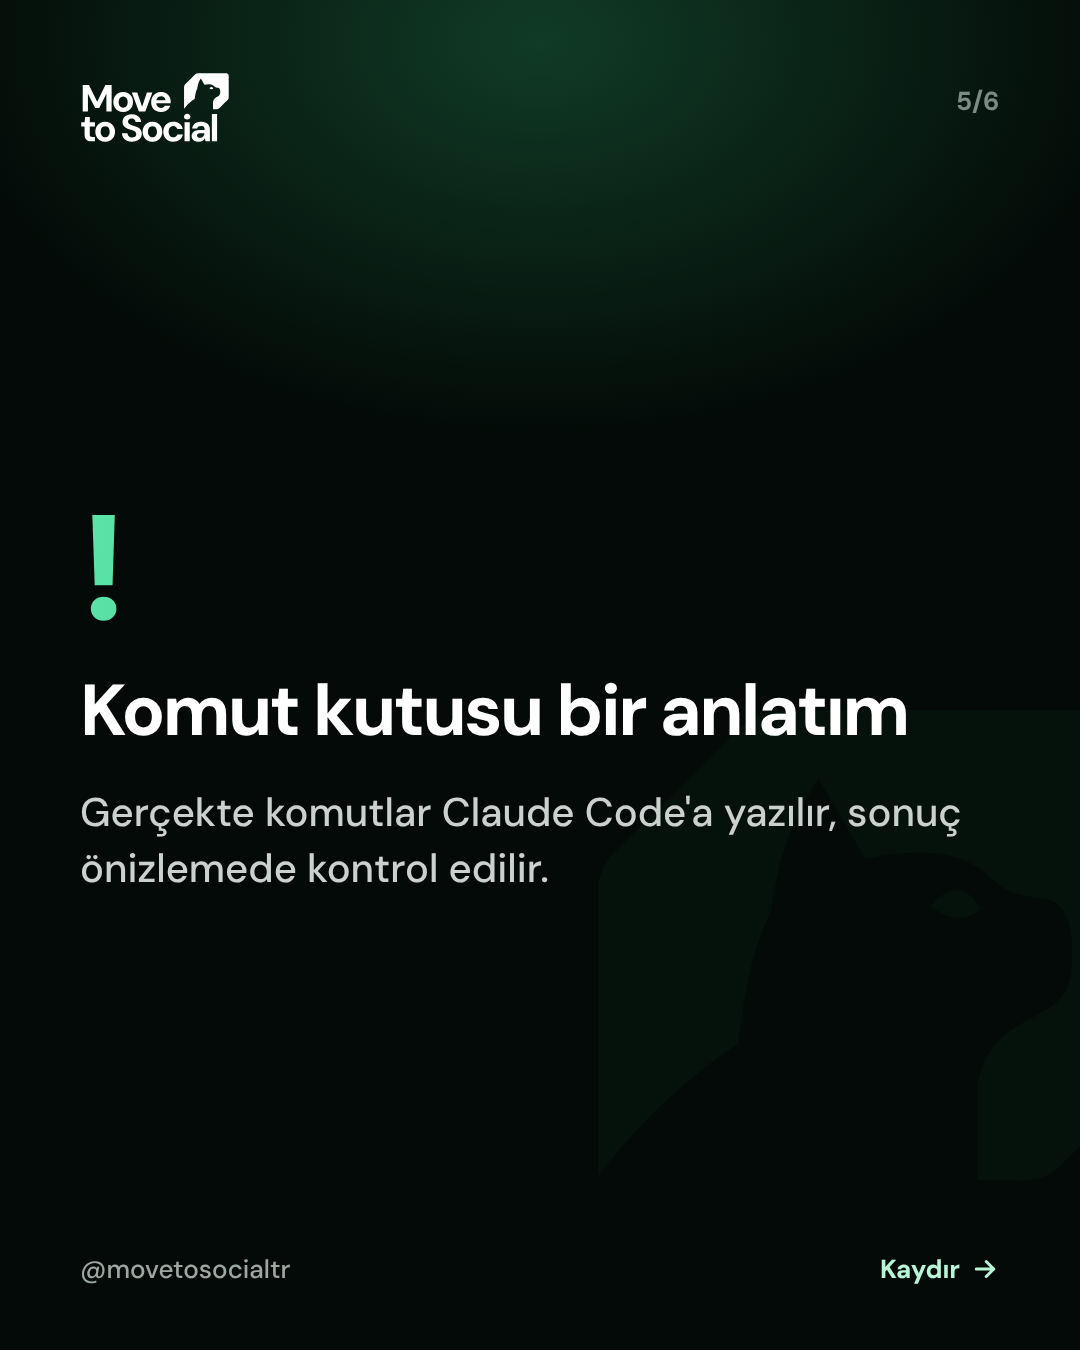 Move
to Social
5/6
!
Komut kutusu bir anlatım
Gerçekte komutlar Claude Code'a yazılır, sonuç
önizlemede kontrol edilir.
@movetosocialtr
Kaydır →